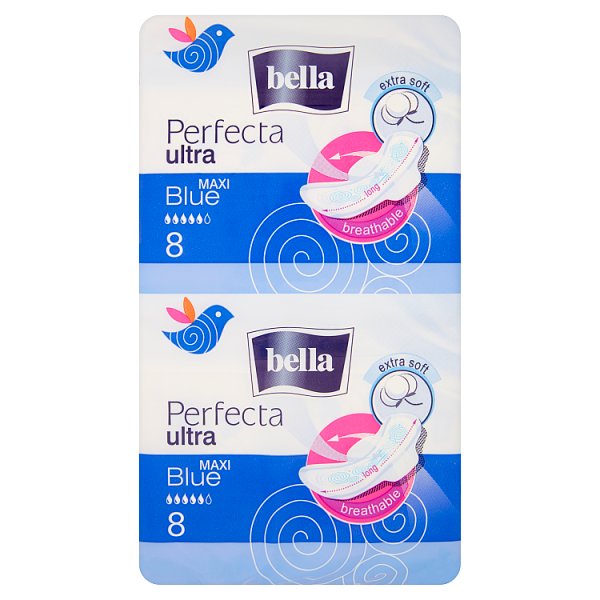 bella
extra soft
Perfecta
ultra
long
MAXI
Blue
breathable
8
bella
extra soft
Perfecta
ultra
long
MAXI
Blue
breathable
8